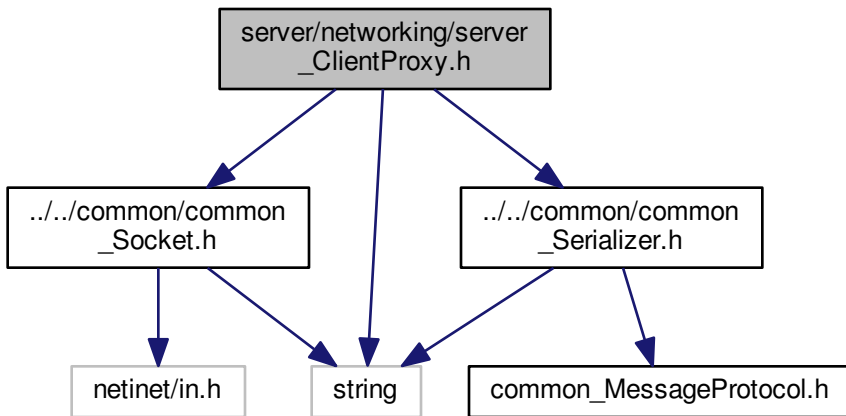 server/networking/server
_ClientProxy.h
../../common/common
_Socket.h
../../common/common
_Serializer.h
netinet/in.h
string
common_MessageProtocol.h